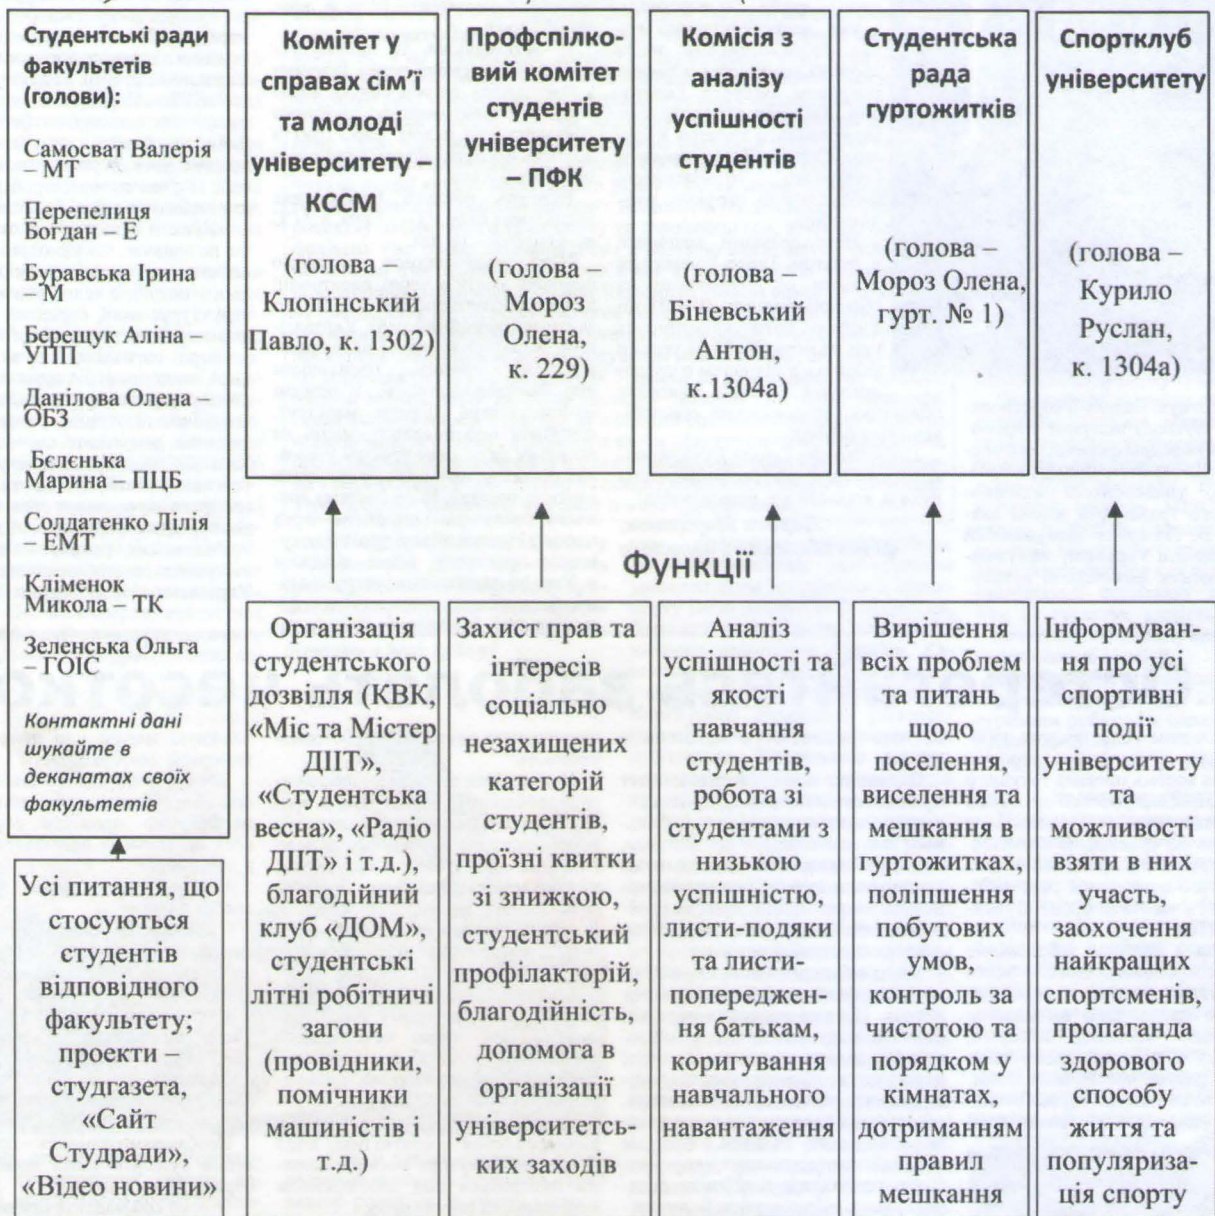 Студентські ради
факультетів
(голови):
Самосват Валерія
– МТ
Перепелиця
Богдан – Е
Буравська Ірина
– М
Берещук Аліна –
УПП
Данілова Олена –
ОБЗ
Бєлєнька
Марина – ПЦБ
Солдатенко Лілія
– ЕМТ
Кліменок
Микола – ТК
Зеленська Ольга
– ГОІС
Контактні дані
шукайте в
деканатах своїх
факультетів
Комітет у
справах сім’ї
та молоді
університету –
КССМ
(голова –
Клопінський
Павло, к. 1302)
Профспілко-
вий комітет
студентів
університету
– ПФК
(голова –
Мороз
Олена,
к. 229)
Комісія з
аналізу
успішності
студентів
(голова –
Біневський
Антон,
к.1304а)
Студентська
рада
гуртожитків
(голова –
Мороз Олена,
гурт. № 1)
Спортклуб
університету
(голова –
Курило
Руслан,
к. 1304а)
Функції
Усі питання, що
стосуються
студентів
відповідного
факультету;
проекти –
студгазета,
«Сайт
Студради»,
«Відео новини»
Організація
студентського
дозвілля (КВК,
«Міс та Містер
ДІІТ»,
«Студентська
весна», «Радіо
ДІІТ» і т.д.),
благодійний
клуб «ДОМ»,
студентські
літні робітничі
загони
(провідники,
помічники
машиністів і
т.д.)
Захист прав та
інтересів
соціально
незахищених
категорій
студентів,
проїзні квитки
зі знижкою,
студентський
профілакторій,
благодійність,
допомога в
організації
університетсь-
ких заходів
Аналіз
успішності та
якості
навчання
студентів,
робота зі
студентами з
низькою
успішністю,
листи-подяки
та листи-
попереджен-
ня батькам,
коригування
навчального
навантаження
Вирішення
всіх проблем
та питань
щодо
поселення,
виселення та
мешкання в
гуртожитках,
поліпшення
побутових
умов,
контроль за
чистотою та
порядком у
кімнатах,
дотриманням
правил
мешкання
Інформуван-
ня про усі
спортивні
події
університету
та
можливості
взяти в них
участь,
заохочення
найкращих
спортсменів,
пропаганда
здорового
способу
життя та
популяриза-
ція спорту